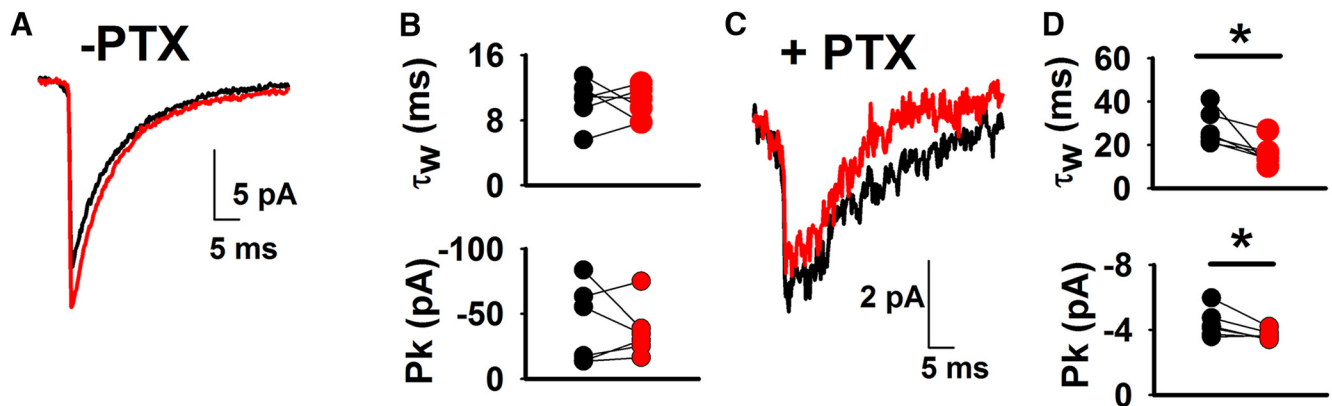 A
-PTX
5 pA
5 ms
B
16
8
0
τw (ms)
-100
-50
0
Pk (pA)
C
+ PTX
2 pA
5 ms
D
*
60
40
20
0
τw (ms)
*
-8
-4
0
Pk (pA)